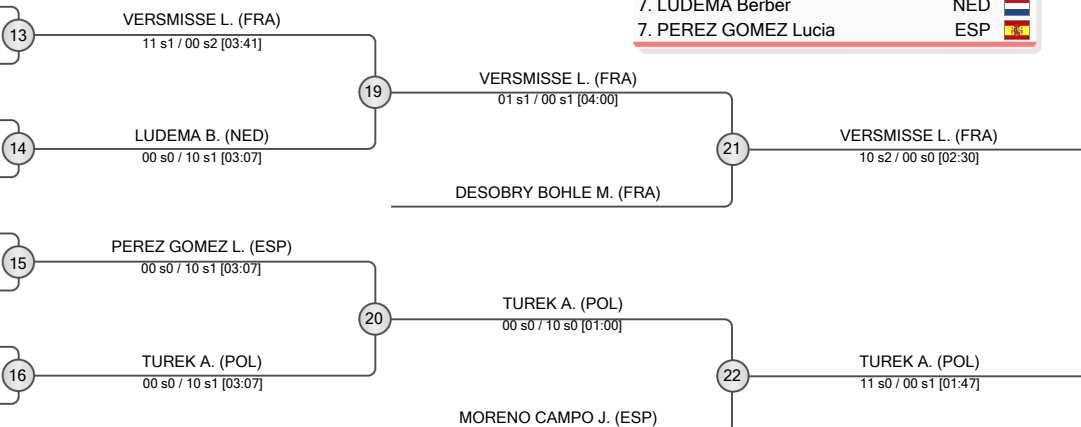 7. LUDEMA Berber NED
7. PEREZ GOMEZ Lucia ESP
VERSMISSE L. (FRA)
13
11 s1 / 00 s2 [03:41]
VERSMISSE L. (FRA)
19
01 s1 / 00 s1 [04:00]
LUDEMA B. (NED)
14
00 s0 / 10 s1 [03:07]
VERSMISSE L. (FRA)
21
10 s2 / 00 s0 [02:30]
DESOBRY BOHLE M. (FRA)
PEREZ GOMEZ L. (ESP)
15
00 s0 / 10 s1 [03:07]
TUREK A. (POL)
20
00 s0 / 10 s0 [01:00]
TUREK A. (POL)
16
00 s0 / 10 s1 [03:07]
TUREK A. (POL)
22
11 s0 / 00 s1 [01:47]
MORENO CAMPO J. (ESP)